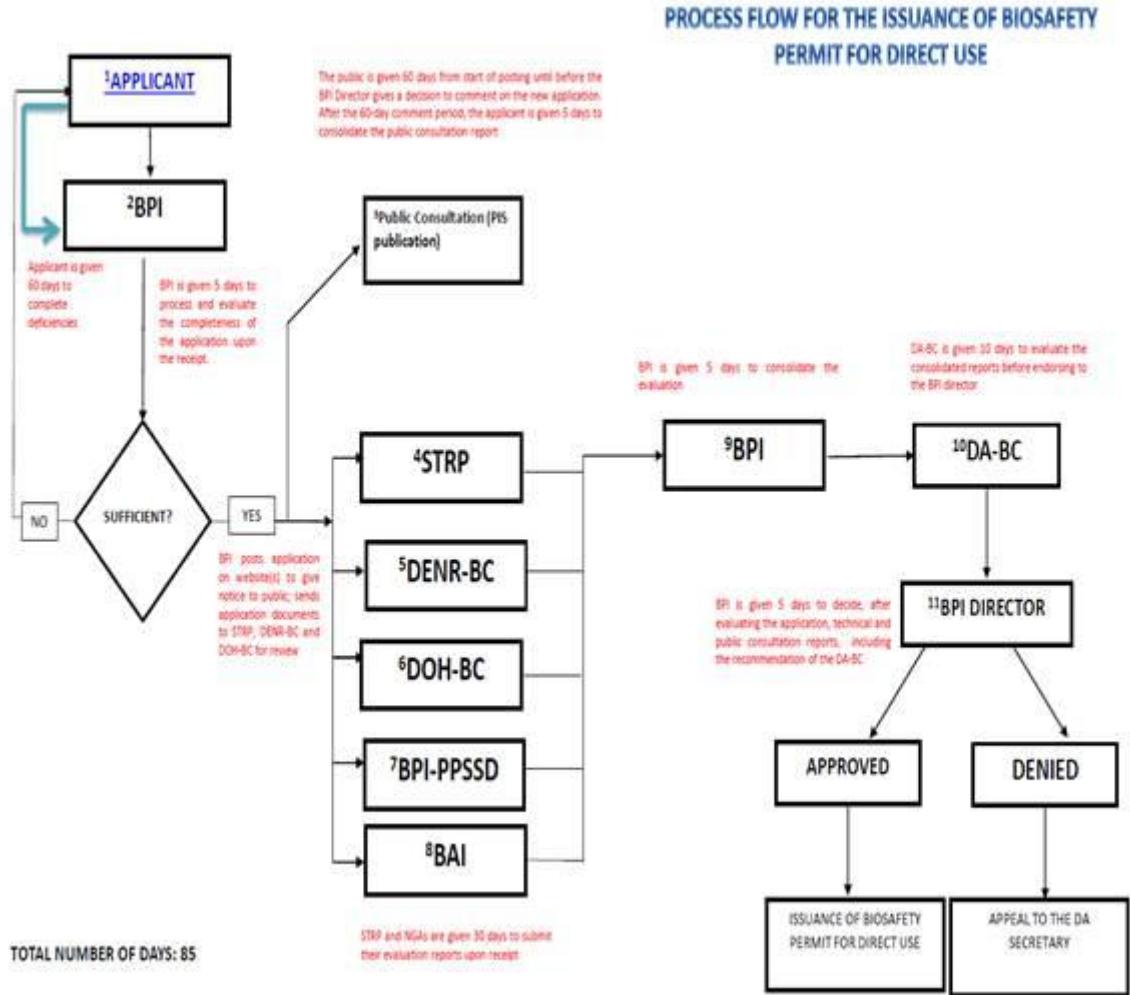 PROCESS FLOW FOR THE ISSUANCE OF BIOSAFETY
PERMIT FOR DIRECT USE
¹APPLICANT
The public is given 60 days from start of posting until before the
BPI Director gives a decision to comment on the new application.
After the 60-day comment period, the applicant is given 5 days to
consolidate the public consultation report
²BPI
³Public Consultation (PIS
publication)
Applicant is given
60 days to
complete
deficiencies
BPI is given 5 days to
process and evaluate
the completeness of
the application upon
the receipt.
BPI is given 5 days to consolidate the
evaluation
DA-BC is given 10 days to evaluate the
consolidated reports before endorsing to
the BPI director
⁴STRP
⁹BPI
¹⁰DA-BC
NO
SUFFICIENT?
YES
BPI posts application
on website(s) to give
notice to public; sends
application documents
to STRP, DENR-BC and
DOH-BC for review
⁵DENR-BC
BPI is given 5 days to decide, after
evaluating the application, technical and
public consultation reports, including
the recommendation of the DA-BC
¹¹BPI DIRECTOR
⁶DOH-BC
⁷BPI-PPSSD
APPROVED
DENIED
⁸BAI
ISSUANCE OF BIOSAFETY
PERMIT FOR DIRECT USE
APPEAL TO THE DA
SECRETARY
STRP and NGAs are given 30 days to submit
their evaluation reports upon receipt
TOTAL NUMBER OF DAYS: 85